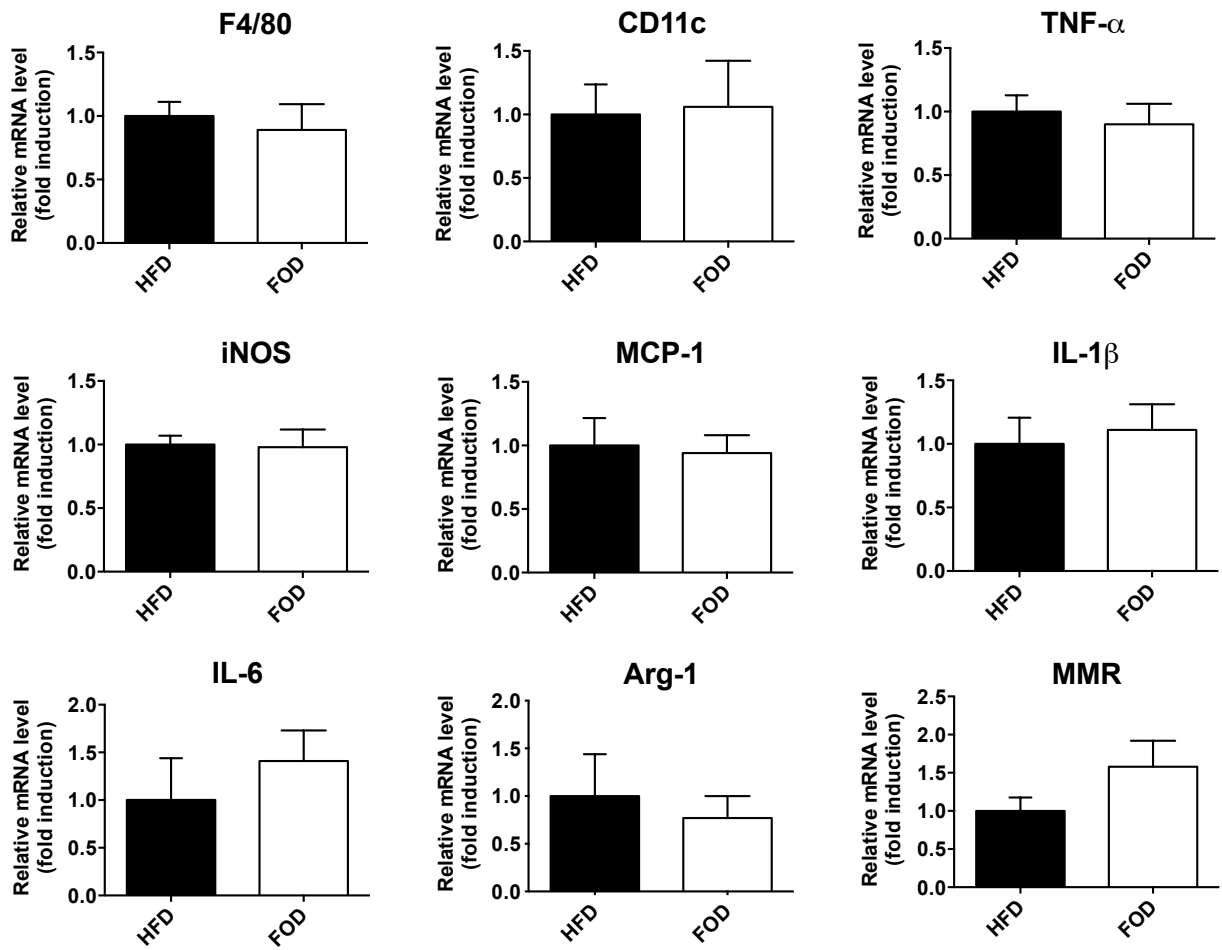 F4/80
Relative mRNA level
(fold induction)
1.5
1.0
0.5
0.0
HFD
FOD
CD11c
Relative mRNA level
(fold induction)
1.5
1.0
0.5
0.0
HFD
FOD
TNF-α
Relative mRNA level
(fold induction)
1.5
1.0
0.5
0.0
HFD
FOD
iNOS
Relative mRNA level
(fold induction)
1.5
1.0
0.5
0.0
HFD
FOD
MCP-1
Relative mRNA level
(fold induction)
1.5
1.0
0.5
0.0
HFD
FOD
IL-1β
Relative mRNA level
(fold induction)
1.5
1.0
0.5
0.0
HFD
FOD
IL-6
Relative mRNA level
(fold induction)
2.0
1.5
1.0
0.5
0.0
HFD
FOD
Arg-1
Relative mRNA level
(fold induction)
2.0
1.5
1.0
0.5
0.0
HFD
FOD
MMR
Relative mRNA level
(fold induction)
2.5
2.0
1.5
1.0
0.5
0.0
HFD
FOD